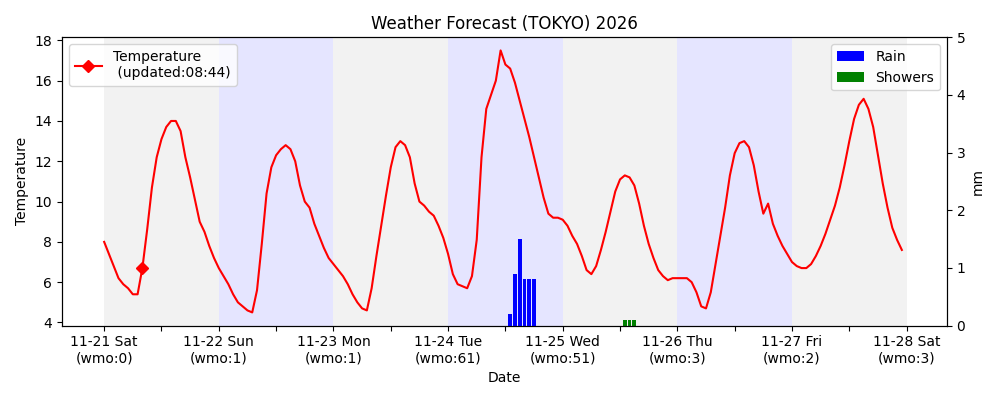 Weather Forecast (TOKYO) 2026
Temperature
(updated:08:44)
Rain
Showers
18
16
14
12
10
8
6
4
Temperature
5
4
3
2
1
0
mm
11-21 Sat
(wmo:0)
11-22 Sun
(wmo:1)
11-23 Mon
(wmo:1)
11-24 Tue
(wmo:61)
11-25 Wed
(wmo:51)
11-26 Thu
(wmo:3)
11-27 Fri
(wmo:2)
11-28 Sat
(wmo:3)
Date